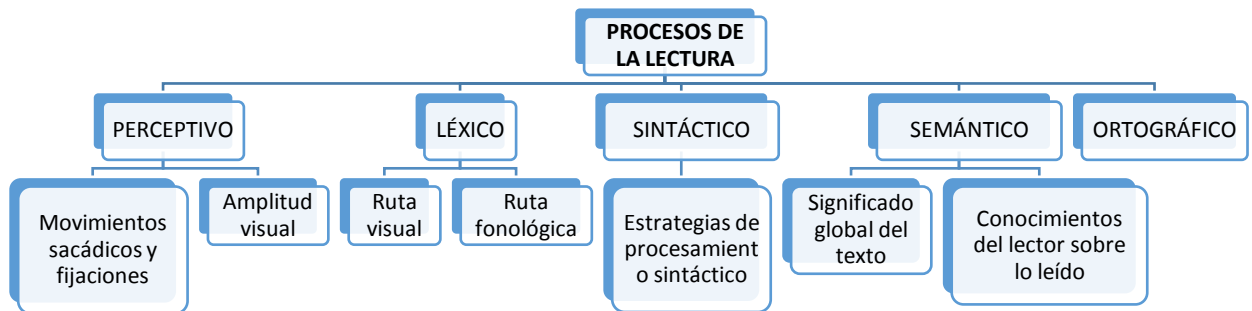 PROCESOS DE
LA LECTURA
PERCEPTIVO
LÉXICO
SINTÁCTICO
SEMÁNTICO
ORTOGRÁFICO
Movimientos
sacádicos y
fijaciones
Amplitud
visual
Ruta
visual
Ruta
fonológica
Estrategias de
procesamient
o sintáctico
Significado
global del
texto
Conocimientos
del lector sobre
lo leído